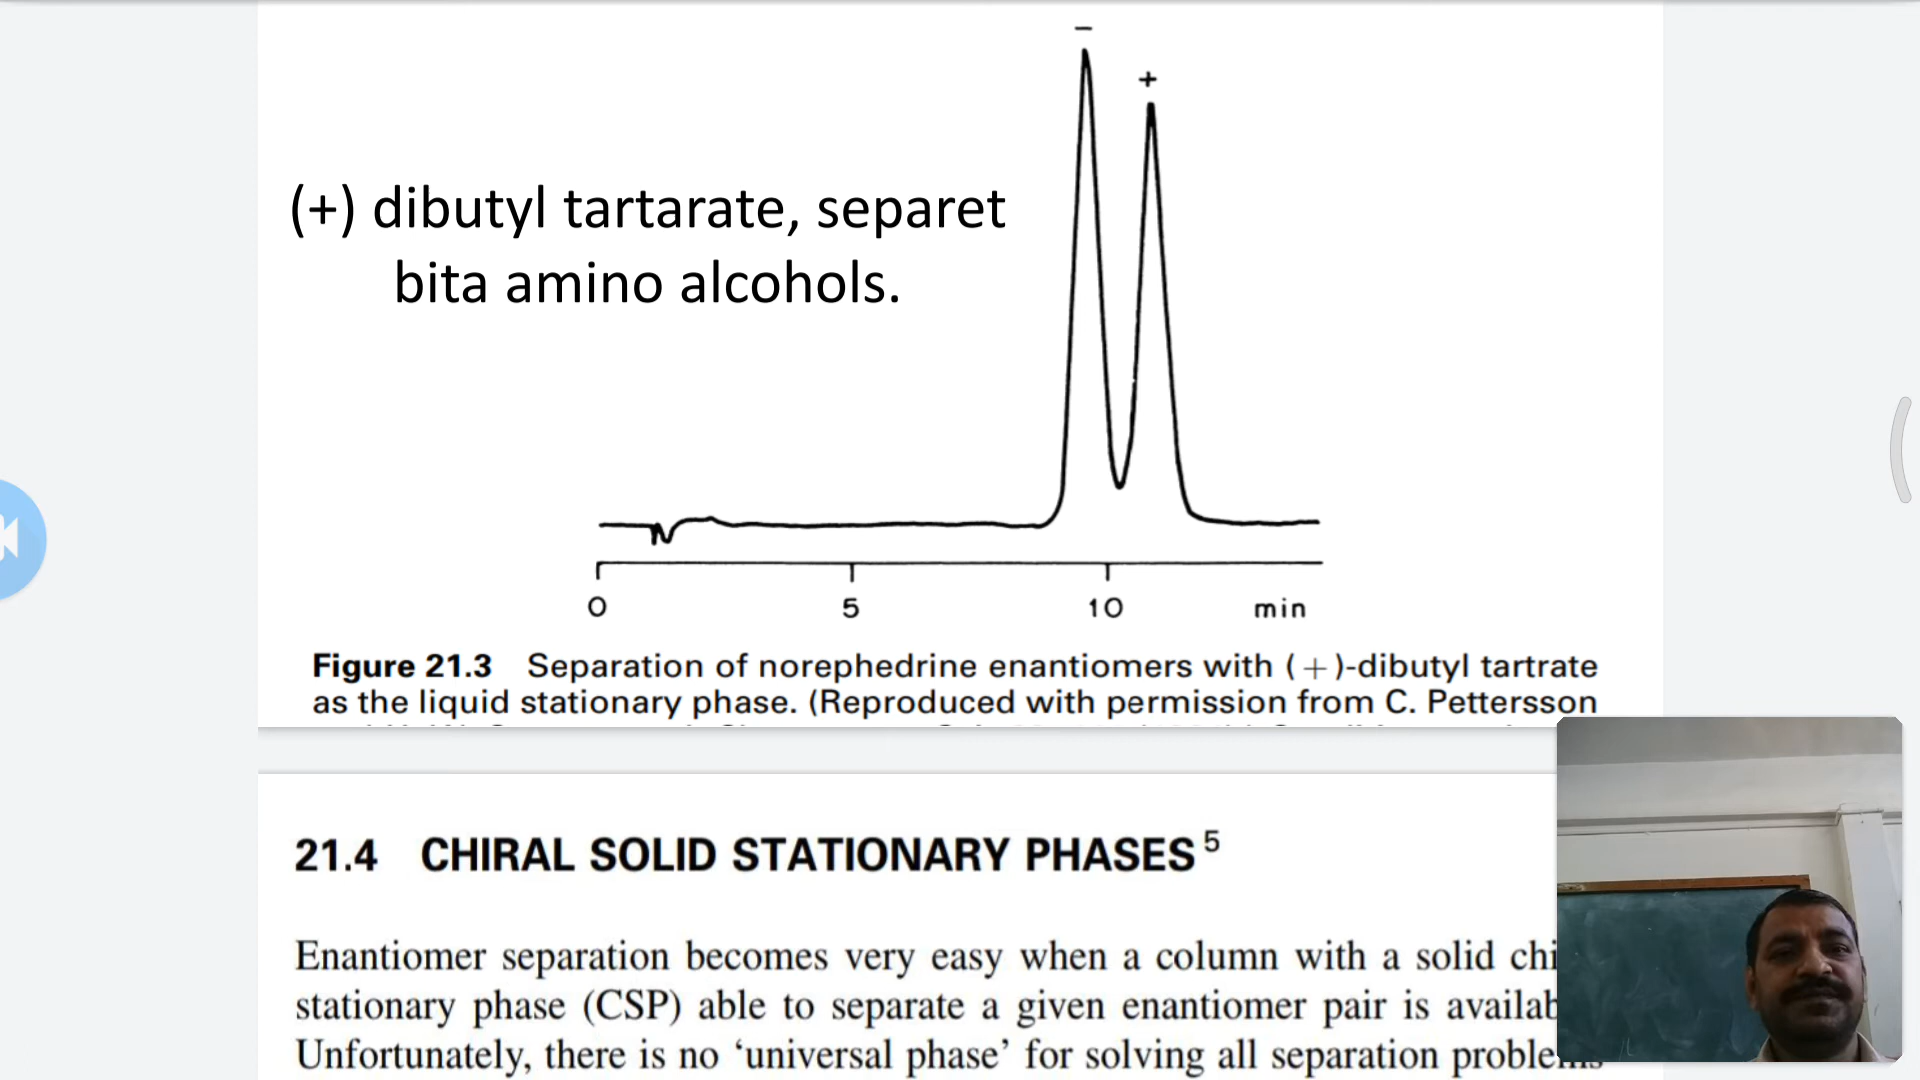 −
+
(+) dibutyl tartarate, separet
bita amino alcohols.
0 5 10 min
Figure 21.3 Separation of norephedrine enantiomers with (+)-dibutyl tartrate
as the liquid stationary phase. (Reproduced with permission from C. Pettersson
21.4 CHIRAL SOLID STATIONARY PHASES 5
Enantiomer separation becomes very easy when a column with a solid chi
stationary phase (CSP) able to separate a given enantiomer pair is availab
Unfortunately, there is no ‘universal phase’ for solving all separation problems